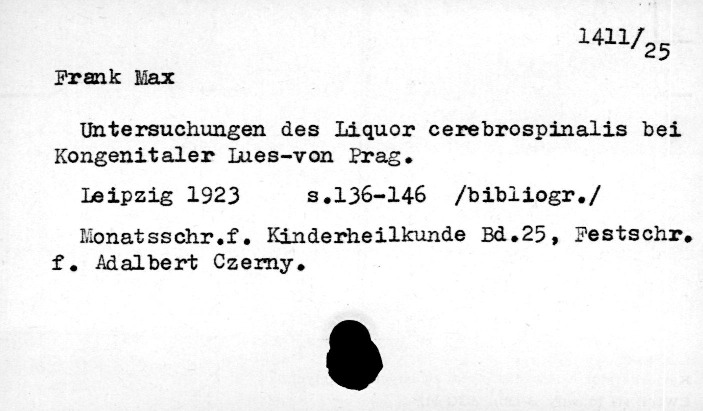 1411/25
Frank Max
Untersuchungen des Liquor cerebrospinalis bei
Kongenitaler Lues-von Prag.
Leipzig 1923 s.136-146 /bibliogr./
Monatsschr.f. Kinderheilkunde Bd.25, Festschr.
f. Adalbert Czerny.